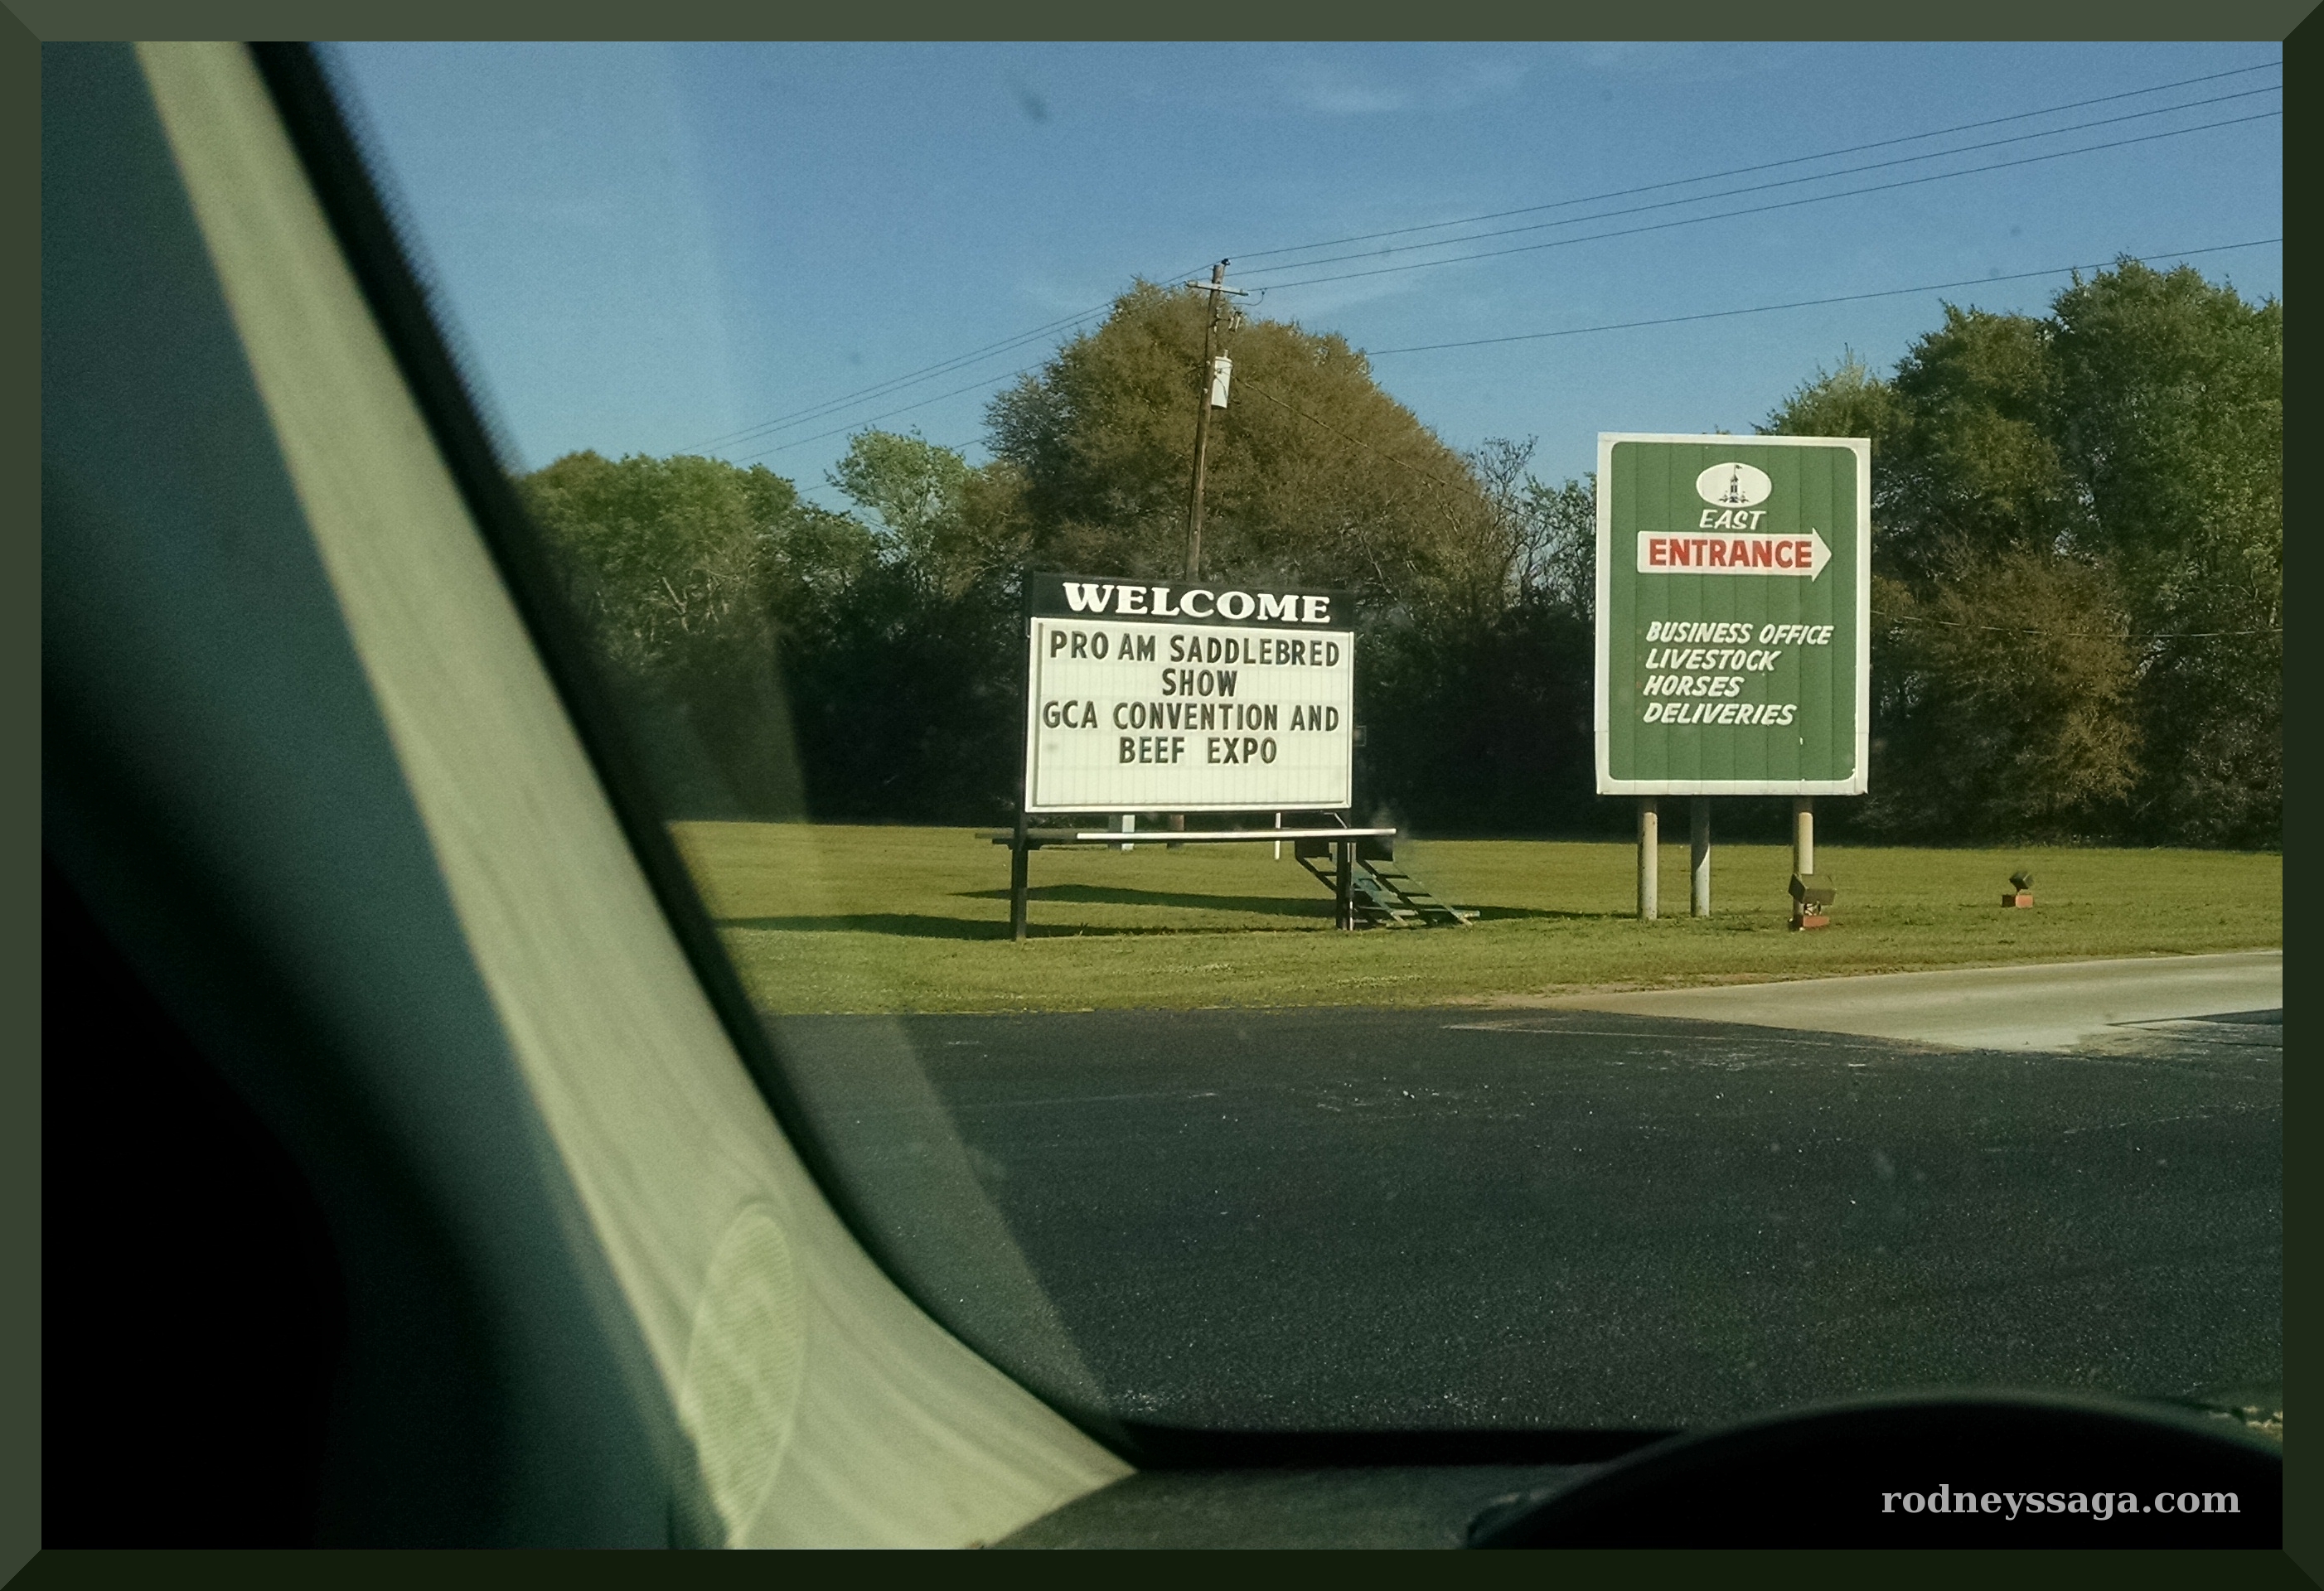 WELCOME
PRO AM SADDLEBRED
SHOW
GCA CONVENTION AND
BEEF EXPO
EAST
ENTRANCE
BUSINESS OFFICE
LIVESTOCK
HORSES
DELIVERIES
rodneyssaga.com